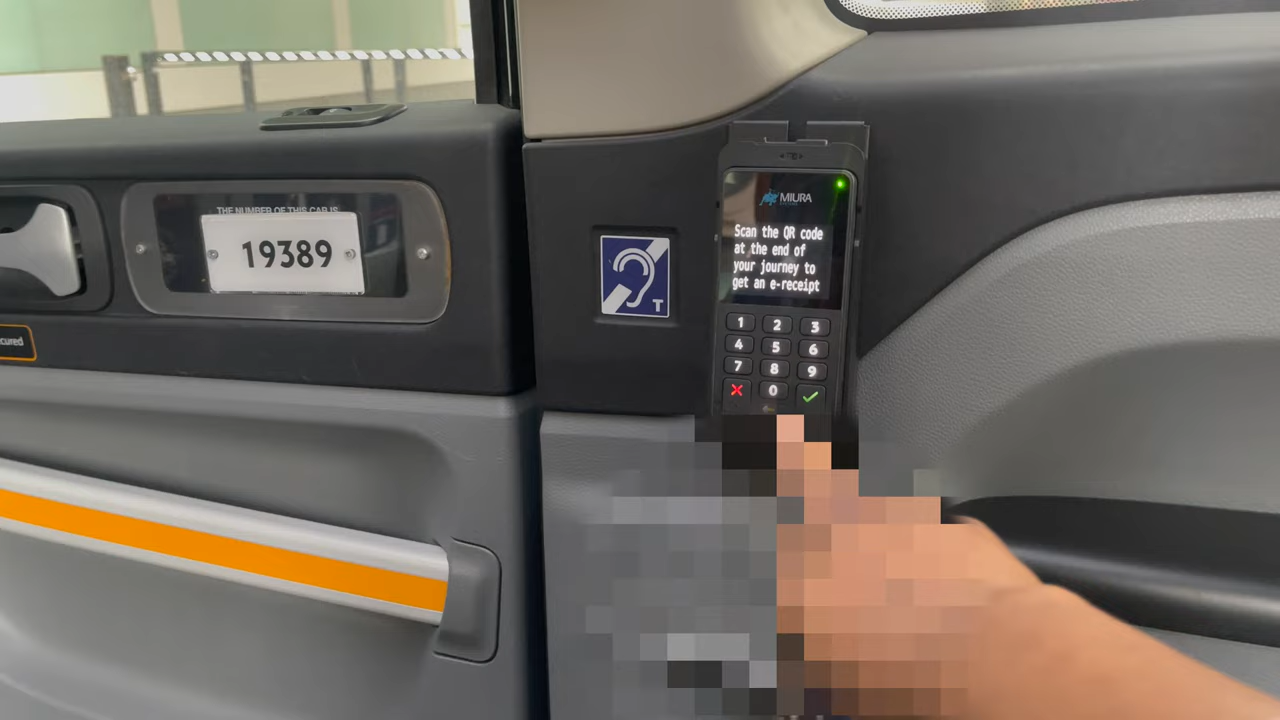 THE NUMBER OF THIS CAB IS
19389
cured
T
MIURA
Scan the QR code
at the end of
your journey to
get an e-receipt
1 2 3
4 5 6
7 8 9
0